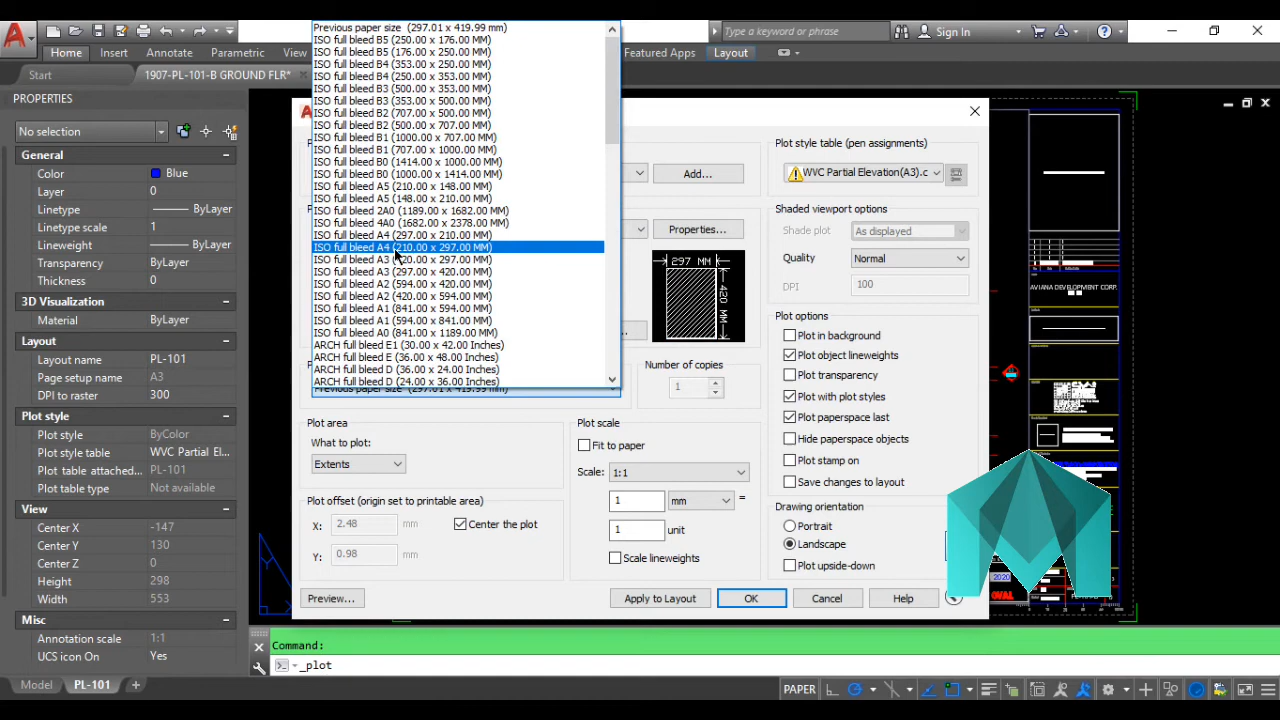 Previous paper size (297.01 x 419.99 mm)
ISO full bleed B5 (250.00 x 176.00 MM)
ISO full bleed B5 (176.00 x 250.00 MM)
ISO full bleed B4 (353.00 x 250.00 MM)
ISO full bleed B4 (250.00 x 353.00 MM)
ISO full bleed B3 (500.00 x 353.00 MM)
ISO full bleed B3 (353.00 x 500.00 MM)
ISO full bleed B2 (707.00 x 500.00 MM)
ISO full bleed B2 (500.00 x 707.00 MM)
ISO full bleed B1 (1000.00 x 707.00 MM)
ISO full bleed B1 (707.00 x 1000.00 MM)
ISO full bleed B0 (1414.00 x 1000.00 MM)
ISO full bleed B0 (1000.00 x 1414.00 MM)
ISO full bleed A5 (210.00 x 148.00 MM)
ISO full bleed A5 (148.00 x 210.00 MM)
ISO full bleed 2A0 (1189.00 x 1682.00 MM)
ISO full bleed 4A0 (1682.00 x 2378.00 MM)
ISO full bleed A4 (297.00 x 210.00 MM)
ISO full bleed A4 (210.00 x 297.00 MM)
ISO full bleed A3 (420.00 x 297.00 MM)
ISO full bleed A3 (297.00 x 420.00 MM)
ISO full bleed A2 (594.00 x 420.00 MM)
ISO full bleed A2 (420.00 x 594.00 MM)
ISO full bleed A1 (841.00 x 594.00 MM)
ISO full bleed A1 (594.00 x 841.00 MM)
ISO full bleed A0 (841.00 x 1189.00 MM)
ARCH full bleed E1 (30.00 x 42.00 Inches)
ARCH full bleed E (36.00 x 48.00 Inches)
ARCH full bleed D (36.00 x 24.00 Inches)
ARCH full bleed D (24.00 x 36.00 Inches)
Previous paper size (297.01 x 419.99 mm)
Type a keyword or phrase
Sign In
Home Insert Annotate Parametric View
Featured Apps Layout
Start 1907-PL-101-B GROUND FLR*
PROPERTIES
No selection
General
Color Blue
Layer 0
Linetype ByLayer
Linetype scale 1
Lineweight ByLayer
Transparency ByLayer
Thickness 0
3D Visualization
Material ByLayer
Layout
Layout name PL-101
Page setup name A3
DPI to raster 300
Plot style
Plot style ByColor
Plot style table WVC Partial El...
Plot table attached... PL-101
Plot table type Not available
View
Center X -147
Center Y 130
Center Z 0
Height 298
Width 553
Misc
Annotation scale 1:1
UCS icon On Yes
Add...
Properties...
297 MM
420 MM
Number of copies
1
Plot area
What to plot:
Extents
Plot offset (origin set to printable area)
X: 2.48 mm
Center the plot
Y: 0.98 mm
Plot scale
Fit to paper
Scale: 1:1
1 mm =
1 unit
Scale lineweights
Plot style table (pen assignments)
WVC Partial Elevation(A3).c
Shaded viewport options
Shade plot As displayed
Quality Normal
DPI 100
Plot options
Plot in background
Plot object lineweights
Plot transparency
Plot with plot styles
Plot paperspace last
Hide paperspace objects
Plot stamp on
Save changes to layout
Drawing orientation
Portrait
Landscape
Plot upside-down
Preview... Apply to Layout OK Cancel Help
AVIANA DEVELOPMENT CORP.
2020
Command:
_plot
Model PL-101
PAPER